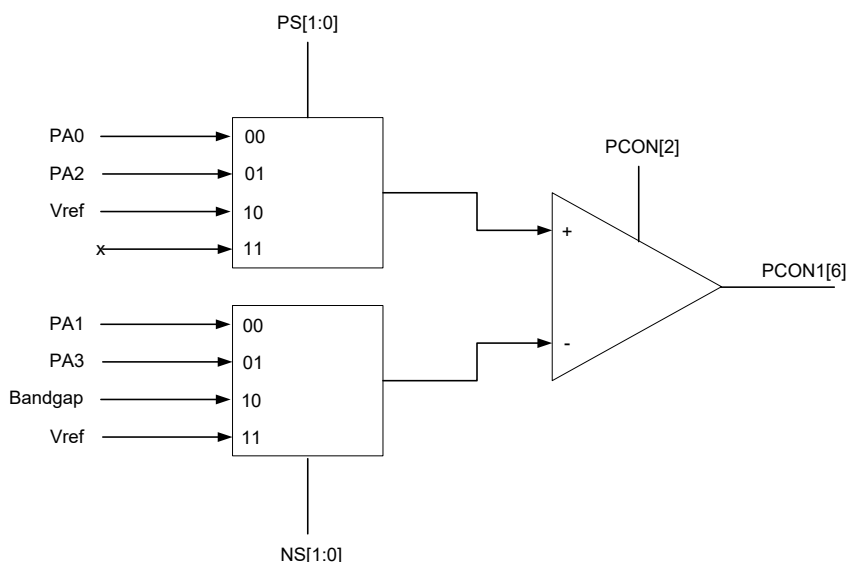 PS[1:0]
PA0
00
PA2
01
Vref
10
x
11
PCON[2]
+
-
PCON1[6]
PA1
00
PA3
01
Bandgap
10
Vref
11
NS[1:0]